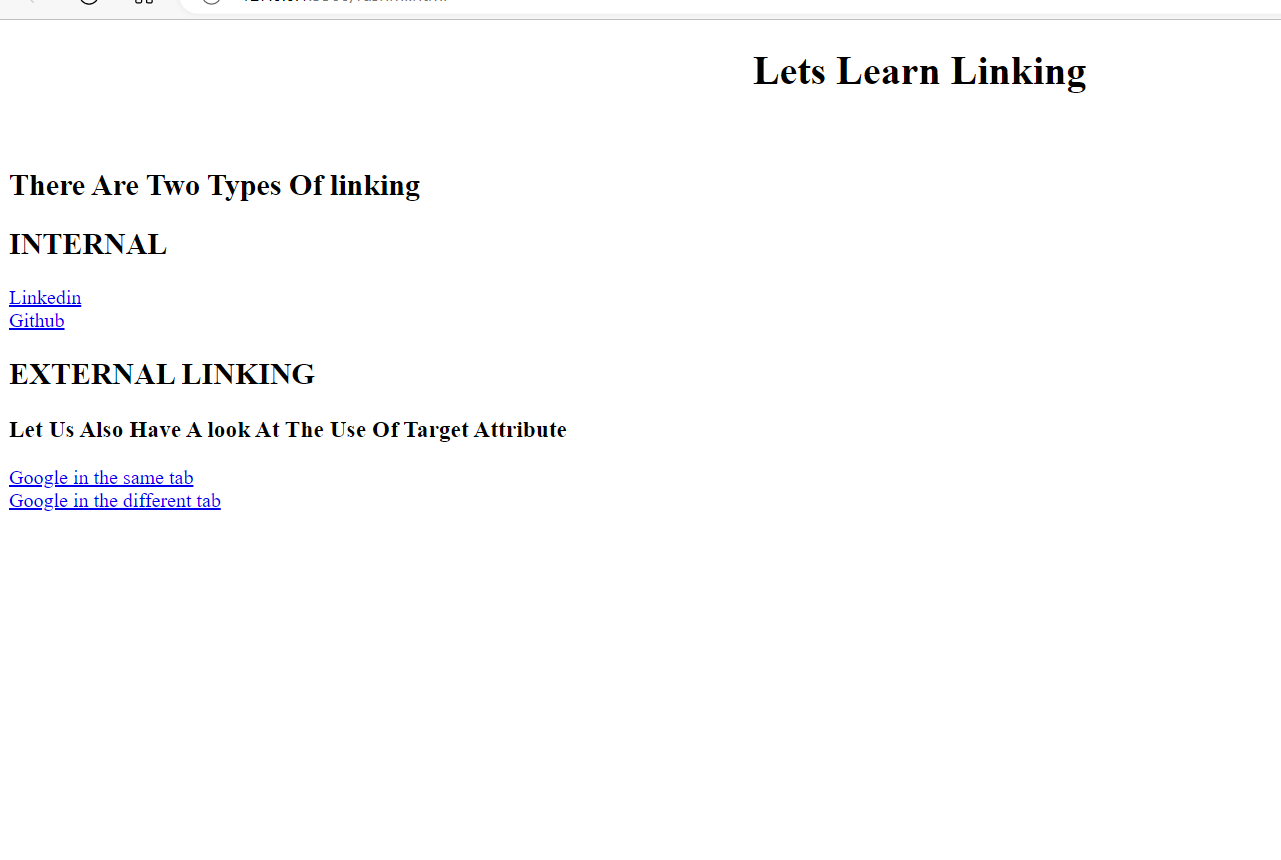 Lets Learn Linking
There Are Two Types Of linking
INTERNAL
Linkedin
Github
EXTERNAL LINKING
Let Us Also Have A look At The Use Of Target Attribute
Google in the same tab
Google in the different tab